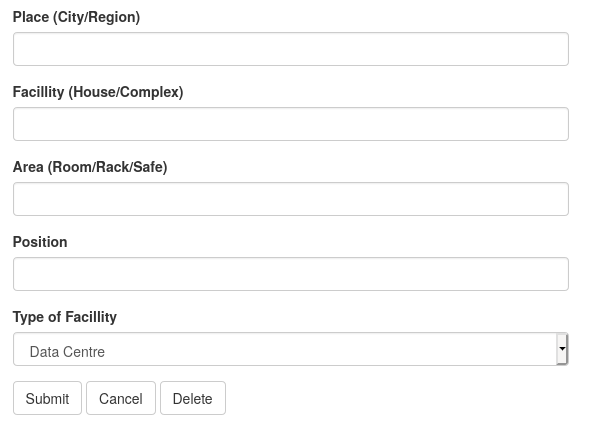 Place (City/Region)
Facillity (House/Complex)
Area (Room/Rack/Safe)
Position
Type of Facillity
Data Centre
Submit Cancel Delete